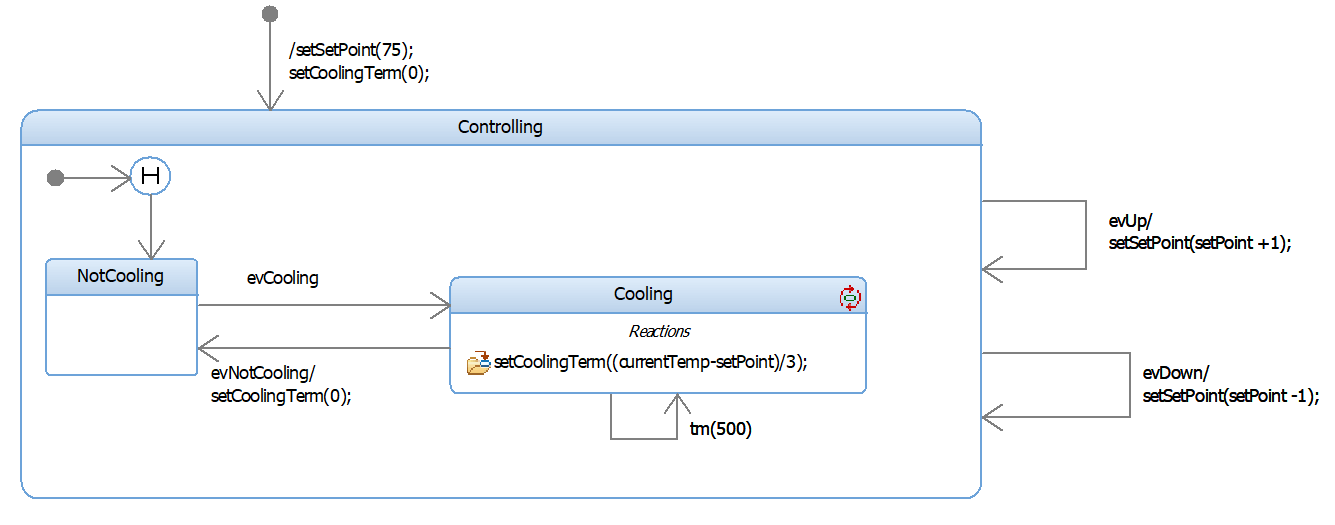 /setSetPoint(75);
setCoolingTerm(0);
Controlling
H
evUp/
setSetPoint(setPoint +1);
NotCooling
evCooling
Cooling
Reactions
setCoolingTerm((currentTemp-setPoint)/3);
evNotCooling/
setCoolingTerm(0);
evDown/
setSetPoint(setPoint -1);
tm(500)